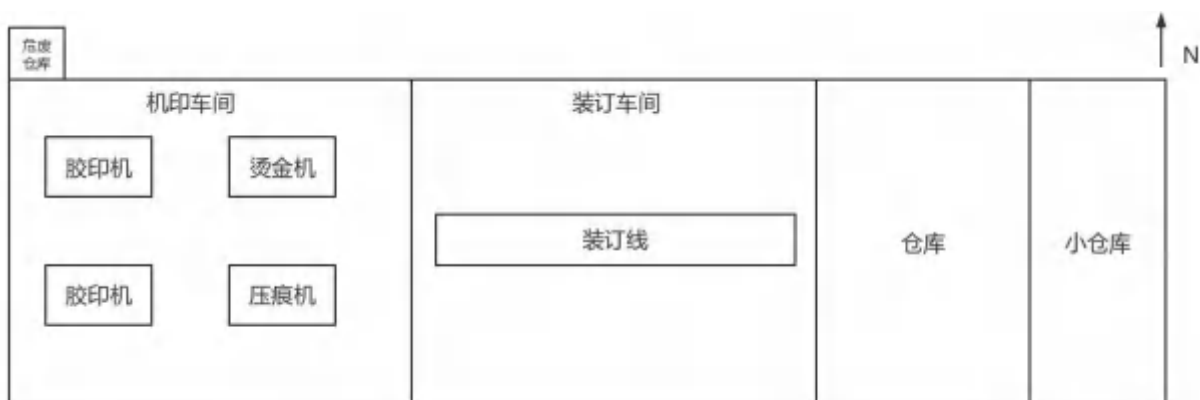 危废
仓库
N
机印车间
装订车间
胶印机
烫金机
装订线
仓库
小仓库
胶印机
压痕机